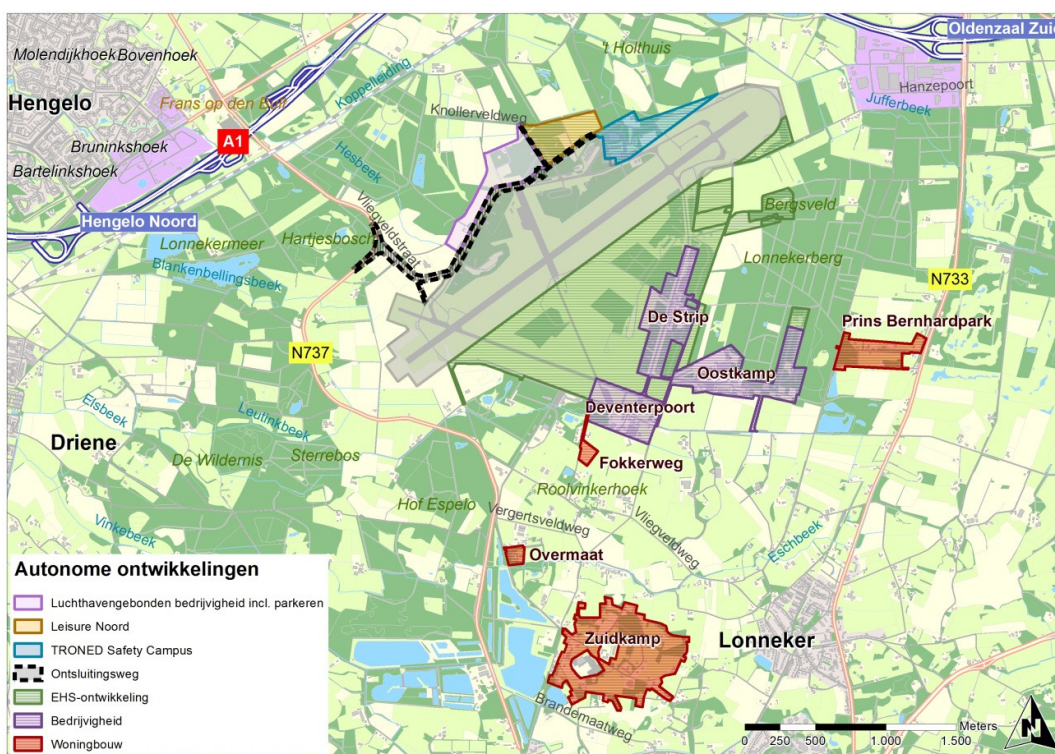 Oldenzaal Zuid
't Holthuis
Molendijkhoek Bovenhoek
Koppelleiding
Hanzepoort
Hengelo
Frans op den Bult
Knollerveldweg
Jufferbeek
A1
Bruninkshoek
Hesbeek
Bartelinkshoek
Vliegveldstraat
Bergsveld
Hengelo Noord
Lonnekermeer
Hartjesbosch
Blankenbellingsbeek
Lonnekerberg
N733
De Strip
Prins Bernhardpark
N737
Oostkamp
Elsbeek
Leutinkbeek
Deventerpoort
Driene
De Wildernis
Sterrebos
Fokkerweg
Roolvinkerhoek
Hof Espelo
Vergertsveldweg
Vliegveldweg
Vinkebeek
Overmaat
Eschbeek
Zuidkamp
Lonneker
Brandemaatweg
Autonome ontwikkelingen
Luchthavengebonden bedrijvigheid incl. parkeren
Leisure Noord
TRONED Safety Campus
Ontsluitingsweg
EHS-ontwikkeling
Bedrijvigheid
Woningbouw
Meters
0 250 500 1.000 1.500
N